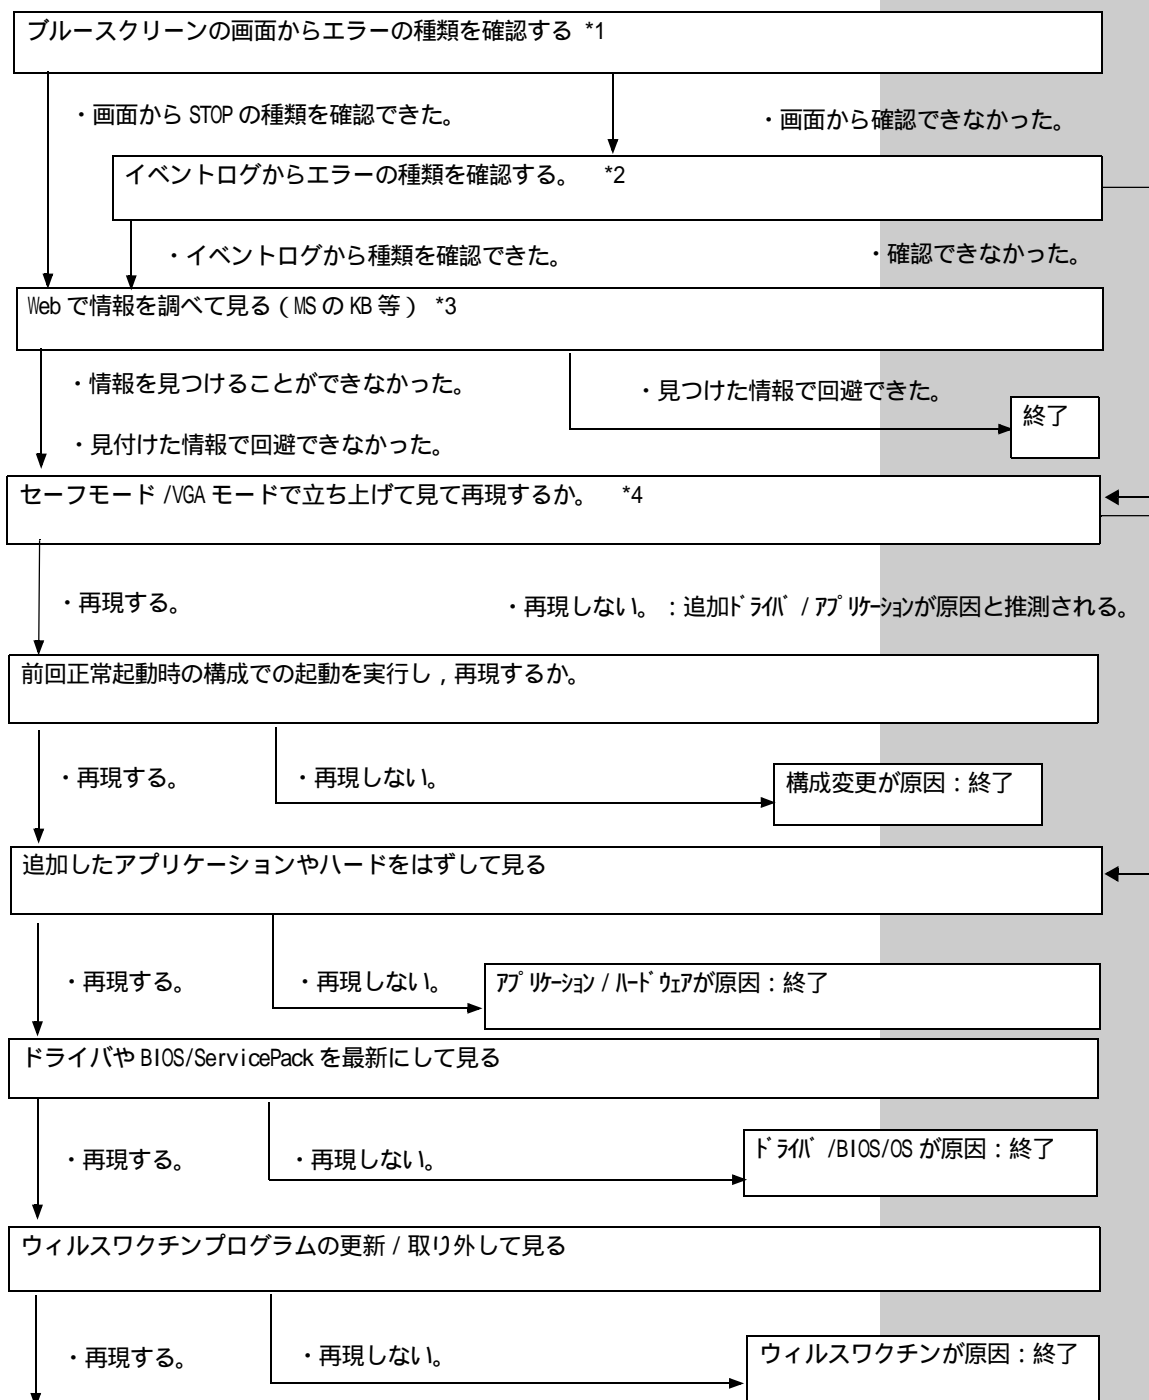 ブルースクリーンの画面からエラーの種類を確認する *1
・画面から STOP の種類を確認できた。
・画面から確認できなかった。
イベントログからエラーの種類を確認する。 *2
・イベントログから種類を確認できた。
・確認できなかった。
Web で情報を調べて見る ( MS の KB 等 ) *3
・情報を見つけることができなかった。
・見つけた情報で回避できた。
終了
・見付けた情報で回避できなかった。
セーフモード /VGA モードで立ち上げて見て再現するか。 *4
・再現する。
・再現しない。：追加ﾄﾞﾗｲﾊﾞ / ｱﾌﾟﾘｹｰｼｮﾝが原因と推測される。
前回正常起動時の構成での起動を実行し , 再現するか。
・再現する。
・再現しない。
構成変更が原因 : 終了
追加したアプリケーションやハードをはずして見る
・再現する。
・再現しない。
ｱﾌﾟﾘｹｰｼｮﾝ / ﾊｰﾄﾞｳｪｱが原因 : 終了
ドライバや BIOS/ServicePack を最新にして見る
・再現する。
・再現しない。
ﾄﾞﾗｲﾊﾞ /BIOS/OS が原因 : 終了
ウィルスワクチンプログラムの更新 / 取り外して見る
・再現する。
・再現しない。
ウィルスワクチンが原因 : 終了